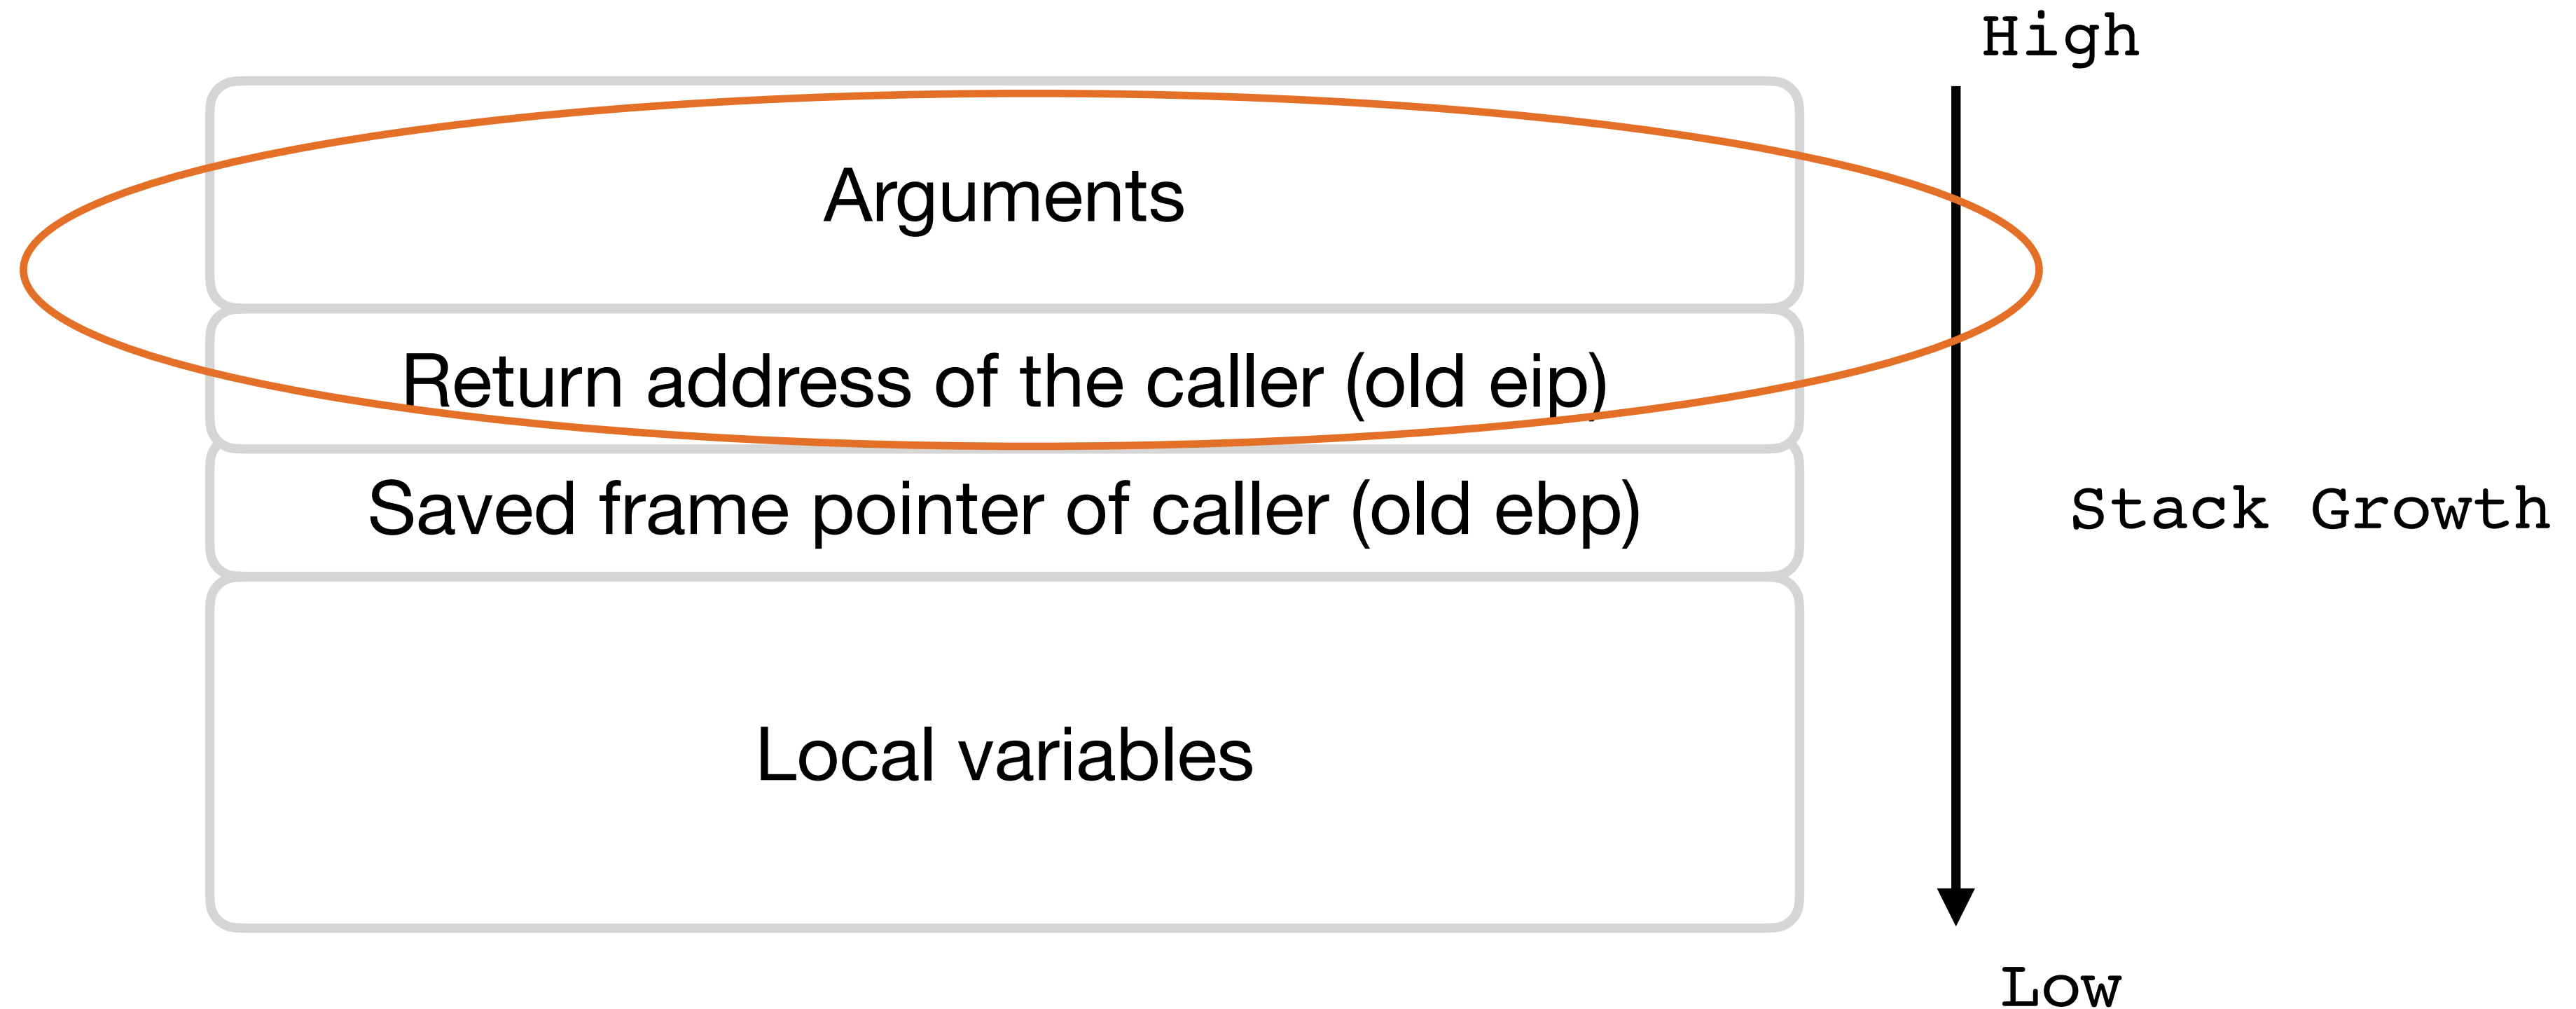 High
Arguments
Return address of the caller (old eip)
Saved frame pointer of caller (old ebp)
Stack Growth
Local variables
Low